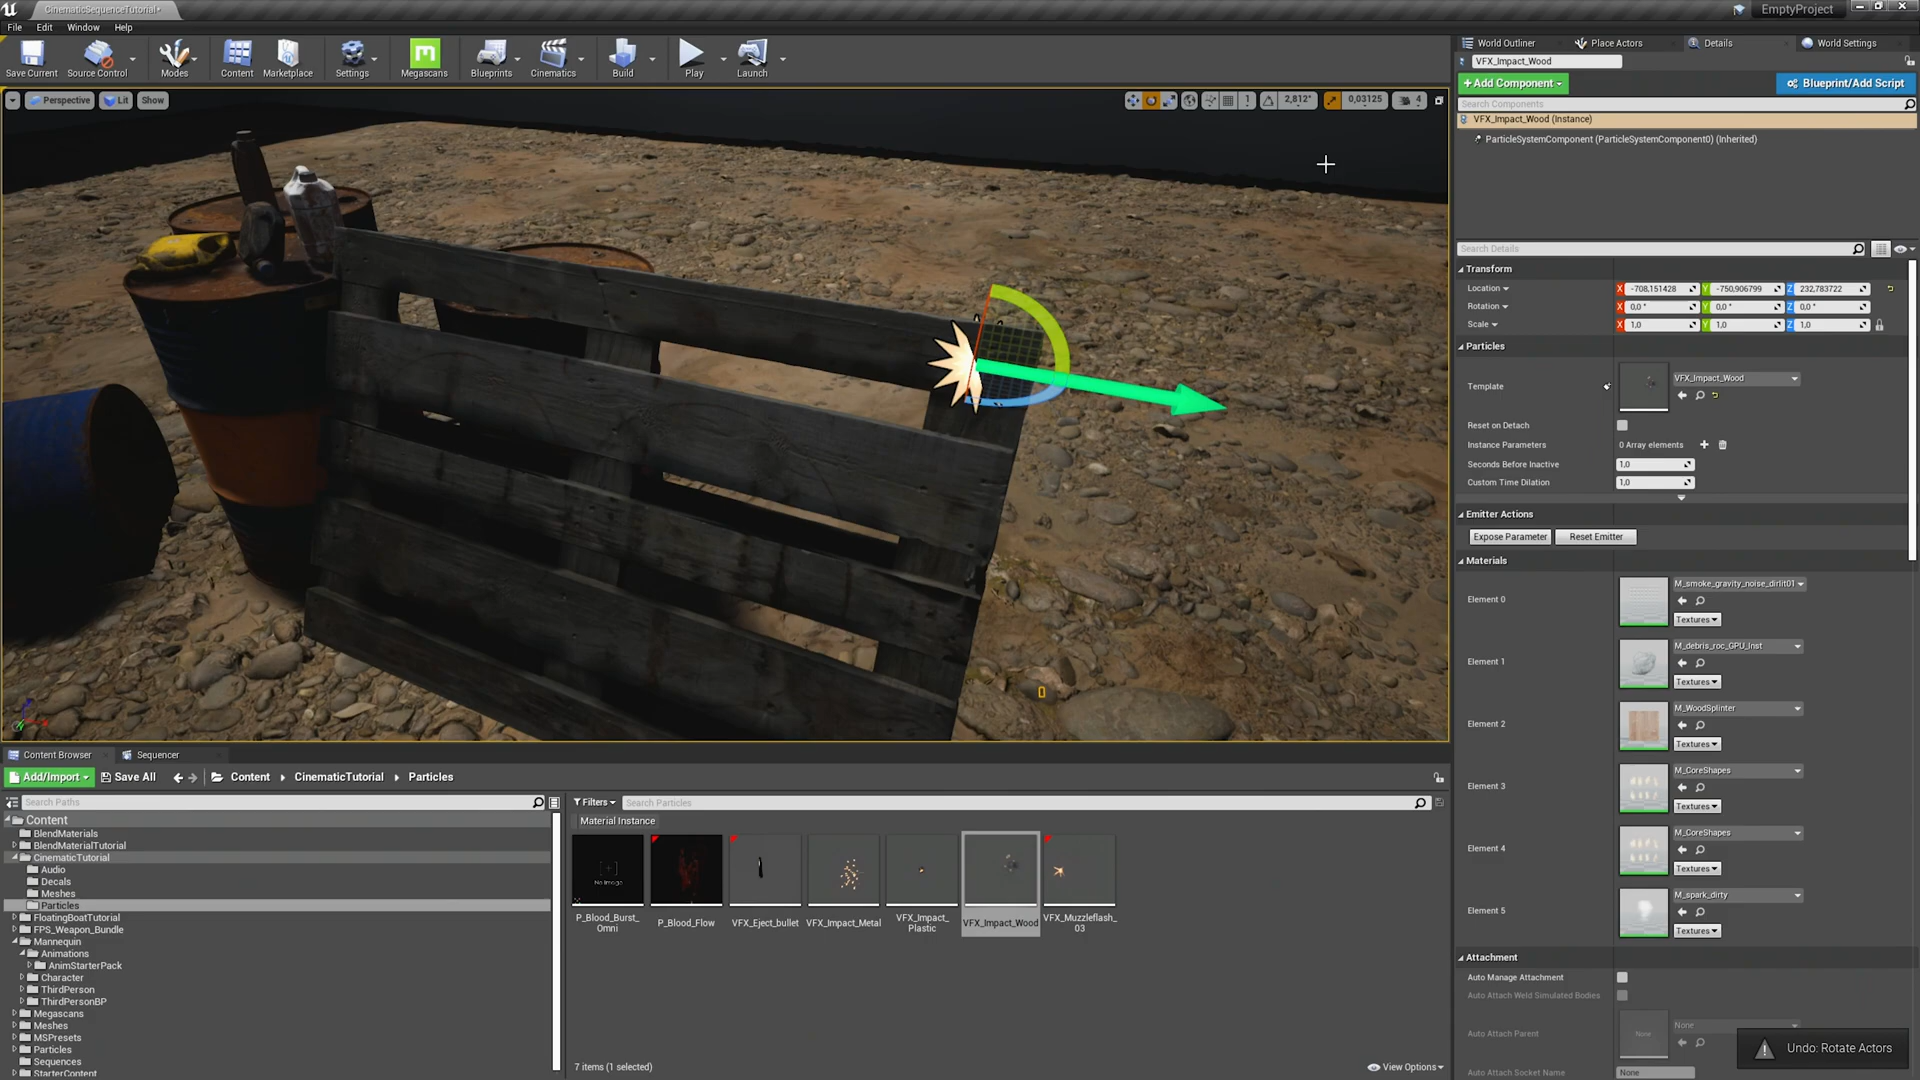 CinematicSequenceTutorial*
EmptyProject
File Edit Window Help
Save Current
Source Control
Modes
Content
Marketplace
Settings
Megascans
Blueprints
Cinematics
Build
Play
Launch
World Outliner
Place Actors
Details
World Settings
VFX_Impact_Wood
+Add Component
Blueprint/Add Script
Search Components
VFX_Impact_Wood (Instance)
ParticleSystemComponent (ParticleSystemComponent0) (Inherited)
Perspective
Lit
Show
1
2,812°
0,03125
4
Search Details
Transform
Location X -708,151428 Y -750,906799 Z 232,783722
Rotation X 0,0 ° Y 0,0 ° Z 0,0 °
Scale X 1,0 Y 1,0 Z 1,0
Particles
Template
VFX_Impact_Wood
Reset on Detach
Instance Parameters 0 Array elements
Seconds Before Inactive 1,0
Custom Time Dilation 1,0
Emitter Actions
Expose Parameter
Reset Emitter
Materials
Element 0
M_smoke_gravity_noise_dirlit01
Textures
Element 1
M_debris_roc_GPU_Inst
Textures
Element 2
M_WoodSplinter
Textures
Element 3
M_CoreShapes
Textures
Element 4
M_CoreShapes
Textures
Element 5
M_spark_dirty
Textures
Attachment
Auto Manage Attachment
Auto Attach Weld Simulated Bodies
Auto Attach Parent
None
None
Auto Attach Socket Name
None
Undo: Rotate Actors
Content Browser
Sequencer
Add/Import
Save All
Content
CinematicTutorial
Particles
Search Paths
Filters
Search Particles
Material Instance
Content
BlendMaterials
BlendMaterialTutorial
CinematicTutorial
Audio
Decals
Meshes
Particles
FloatingBoatTutorial
FPS_Weapon_Bundle
Mannequin
Animations
AnimStarterPack
Character
ThirdPerson
ThirdPersonBP
Megascans
Meshes
MSPresets
Particles
Sequences
StarterContent
No Image
P_Blood_Burst_
Omni
P_Blood_Flow
VFX_Eject_bullet
VFX_Impact_Metal
VFX_Impact_
Plastic
VFX_Impact_Wood
VFX_Muzzleflash_
03
7 items (1 selected)
View Options